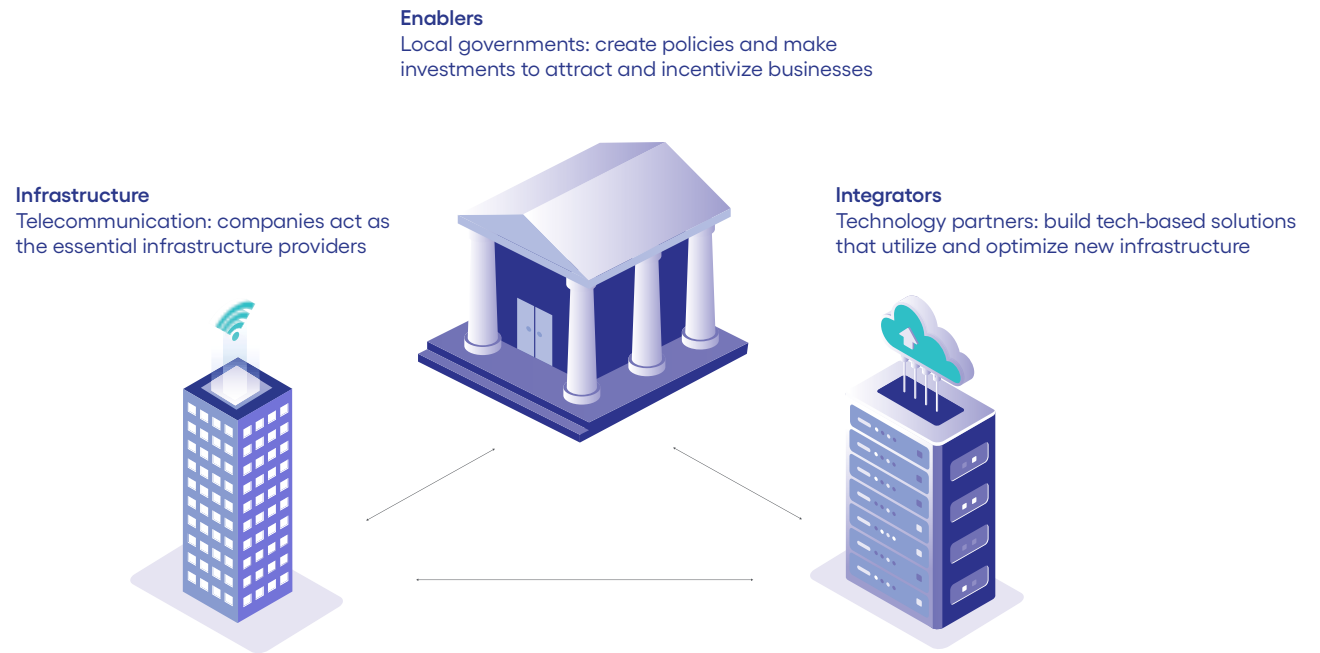 Enablers
Local governments: create policies and make
investments to attract and incentivize businesses
Infrastructure
Telecommunication: companies act as
the essential infrastructure providers
Integrators
Technology partners: build tech-based solutions
that utilize and optimize new infrastructure